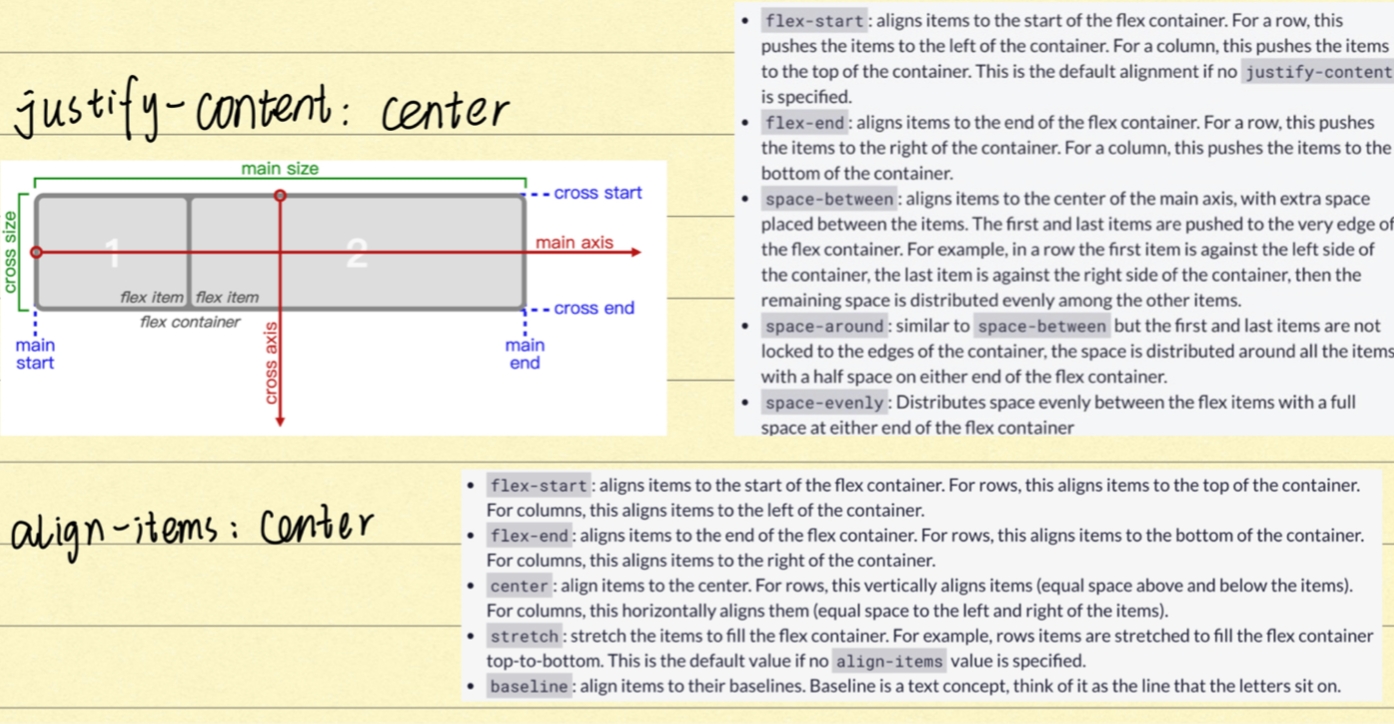 justify-content: center
main size
cross size
1
2
flex item
flex item
flex container
cross start
main axis
cross end
main
start
cross axis
main
end
• flex-start: aligns items to the start of the flex container. For a row, this
pushes the items to the left of the container. For a column, this pushes the items
to the top of the container. This is the default alignment if no justify-content
is specified.
• flex-end: aligns items to the end of the flex container. For a row, this pushes
the items to the right of the container. For a column, this pushes the items to the
bottom of the container.
• space-between: aligns items to the center of the main axis, with extra space
placed between the items. The first and last items are pushed to the very edge of
the flex container. For example, in a row the first item is against the left side of
the container, the last item is against the right side of the container, then the
remaining space is distributed evenly among the other items.
• space-around: similar to space-between but the first and last items are not
locked to the edges of the container, the space is distributed around all the items
with a half space on either end of the flex container.
• space-evenly: Distributes space evenly between the flex items with a full
space at either end of the flex container
align-items: center
• flex-start: aligns items to the start of the flex container. For rows, this aligns items to the top of the container.
For columns, this aligns items to the left of the container.
• flex-end: aligns items to the end of the flex container. For rows, this aligns items to the bottom of the container.
For columns, this aligns items to the right of the container.
• center: align items to the center. For rows, this vertically aligns items (equal space above and below the items).
For columns, this horizontally aligns them (equal space to the left and right of the items).
• stretch: stretch the items to fill the flex container. For example, rows items are stretched to fill the flex container
top-to-bottom. This is the default value if no align-items value is specified.
• baseline: align items to their baselines. Baseline is a text concept, think of it as the line that the letters sit on.